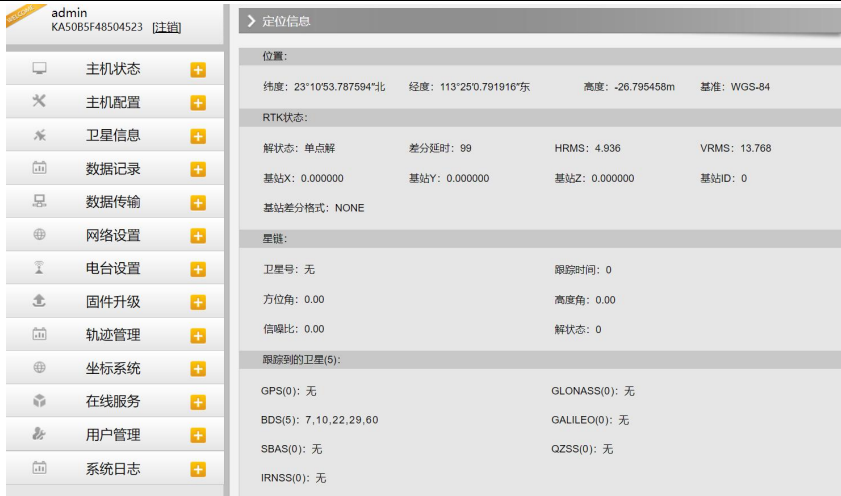 WELCOME
admin
KA50B5F48504523 [注销]
主机状态
主机配置
卫星信息
数据记录
数据传输
网络设置
电台设置
固件升级
轨迹管理
坐标系统
在线服务
用户管理
系统日志
定位信息
位置:
纬度: 23°10'53.787594"北 经度: 113°25'0.791916"东 高度: -26.795458m 基准: WGS-84
RTK状态:
解状态: 单点解 差分延时: 99 HRMS: 4.936 VRMS: 13.768
基站X: 0.000000 基站Y: 0.000000 基站Z: 0.000000 基站ID: 0
基站差分格式: NONE
星链:
卫星号: 无 跟踪时间: 0
方位角: 0.00 高度角: 0.00
信噪比: 0.00 解状态: 0
跟踪到的卫星(5):
GPS(0): 无 GLONASS(0): 无
BDS(5): 7,10,22,29,60 GALILEO(0): 无
SBAS(0): 无 QZSS(0): 无
IRNSS(0): 无